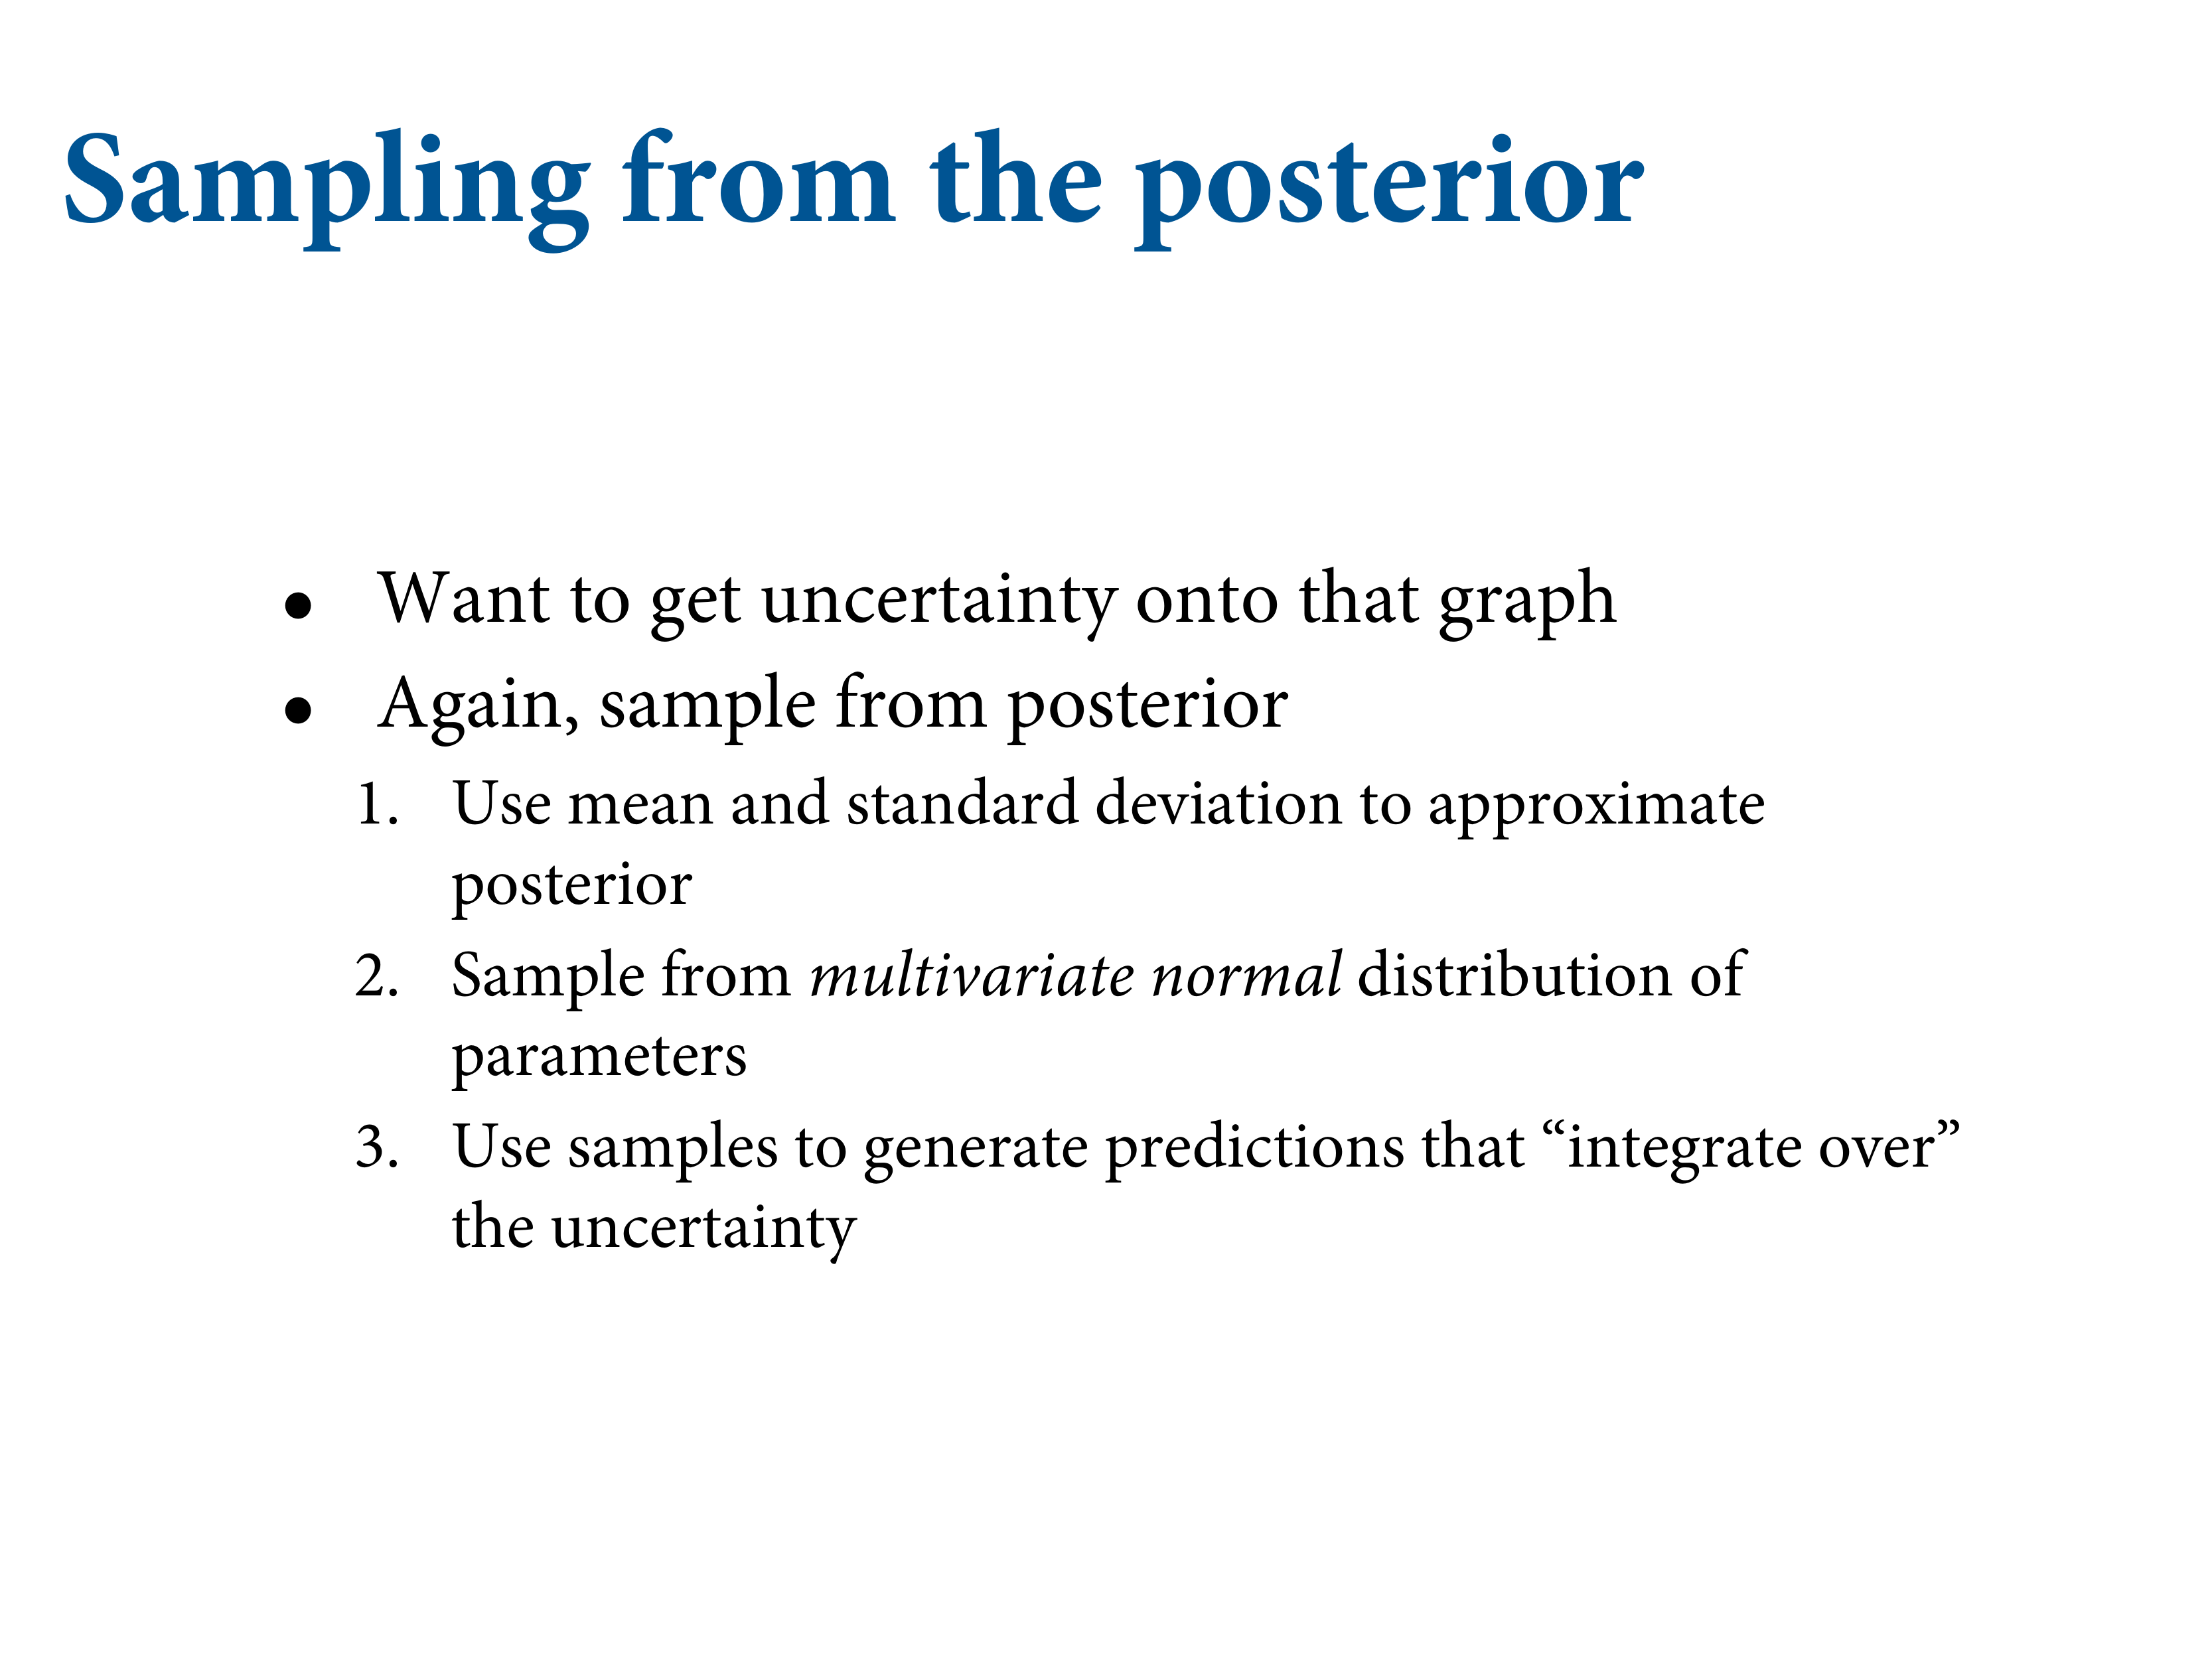 Sampling from the posterior
• Want to get uncertainty onto that graph
• Again, sample from posterior
1. Use mean and standard deviation to approximate
posterior
2. Sample from multivariate normal distribution of
parameters
3. Use samples to generate predictions that “integrate over”
the uncertainty